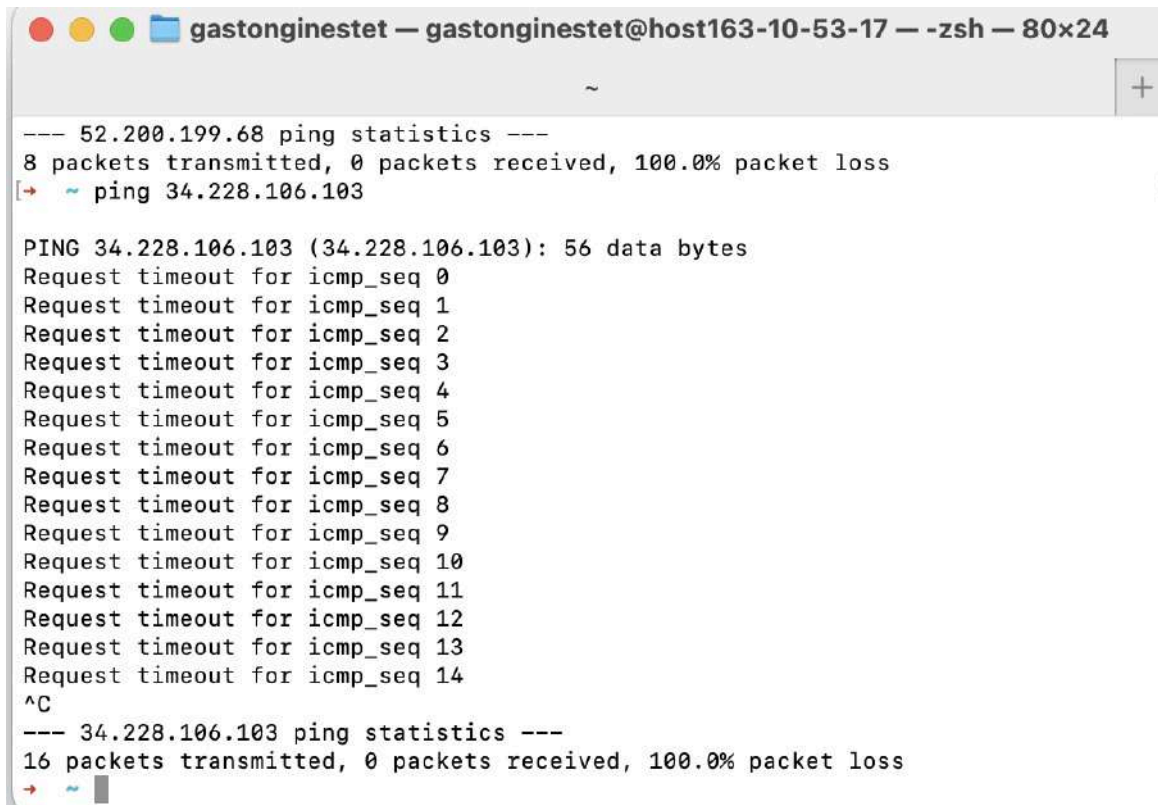 gastonginestet — gastonginestet@host163-10-53-17 — -zsh — 80×24
~ +
--- 52.200.199.68 ping statistics ---
8 packets transmitted, 0 packets received, 100.0% packet loss
[→ ~ ping 34.228.106.103
PING 34.228.106.103 (34.228.106.103): 56 data bytes
Request timeout for icmp_seq 0
Request timeout for icmp_seq 1
Request timeout for icmp_seq 2
Request timeout for icmp_seq 3
Request timeout for icmp_seq 4
Request timeout for icmp_seq 5
Request timeout for icmp_seq 6
Request timeout for icmp_seq 7
Request timeout for icmp_seq 8
Request timeout for icmp_seq 9
Request timeout for icmp_seq 10
Request timeout for icmp_seq 11
Request timeout for icmp_seq 12
Request timeout for icmp_seq 13
Request timeout for icmp_seq 14
^C
--- 34.228.106.103 ping statistics ---
16 packets transmitted, 0 packets received, 100.0% packet loss
→ ~